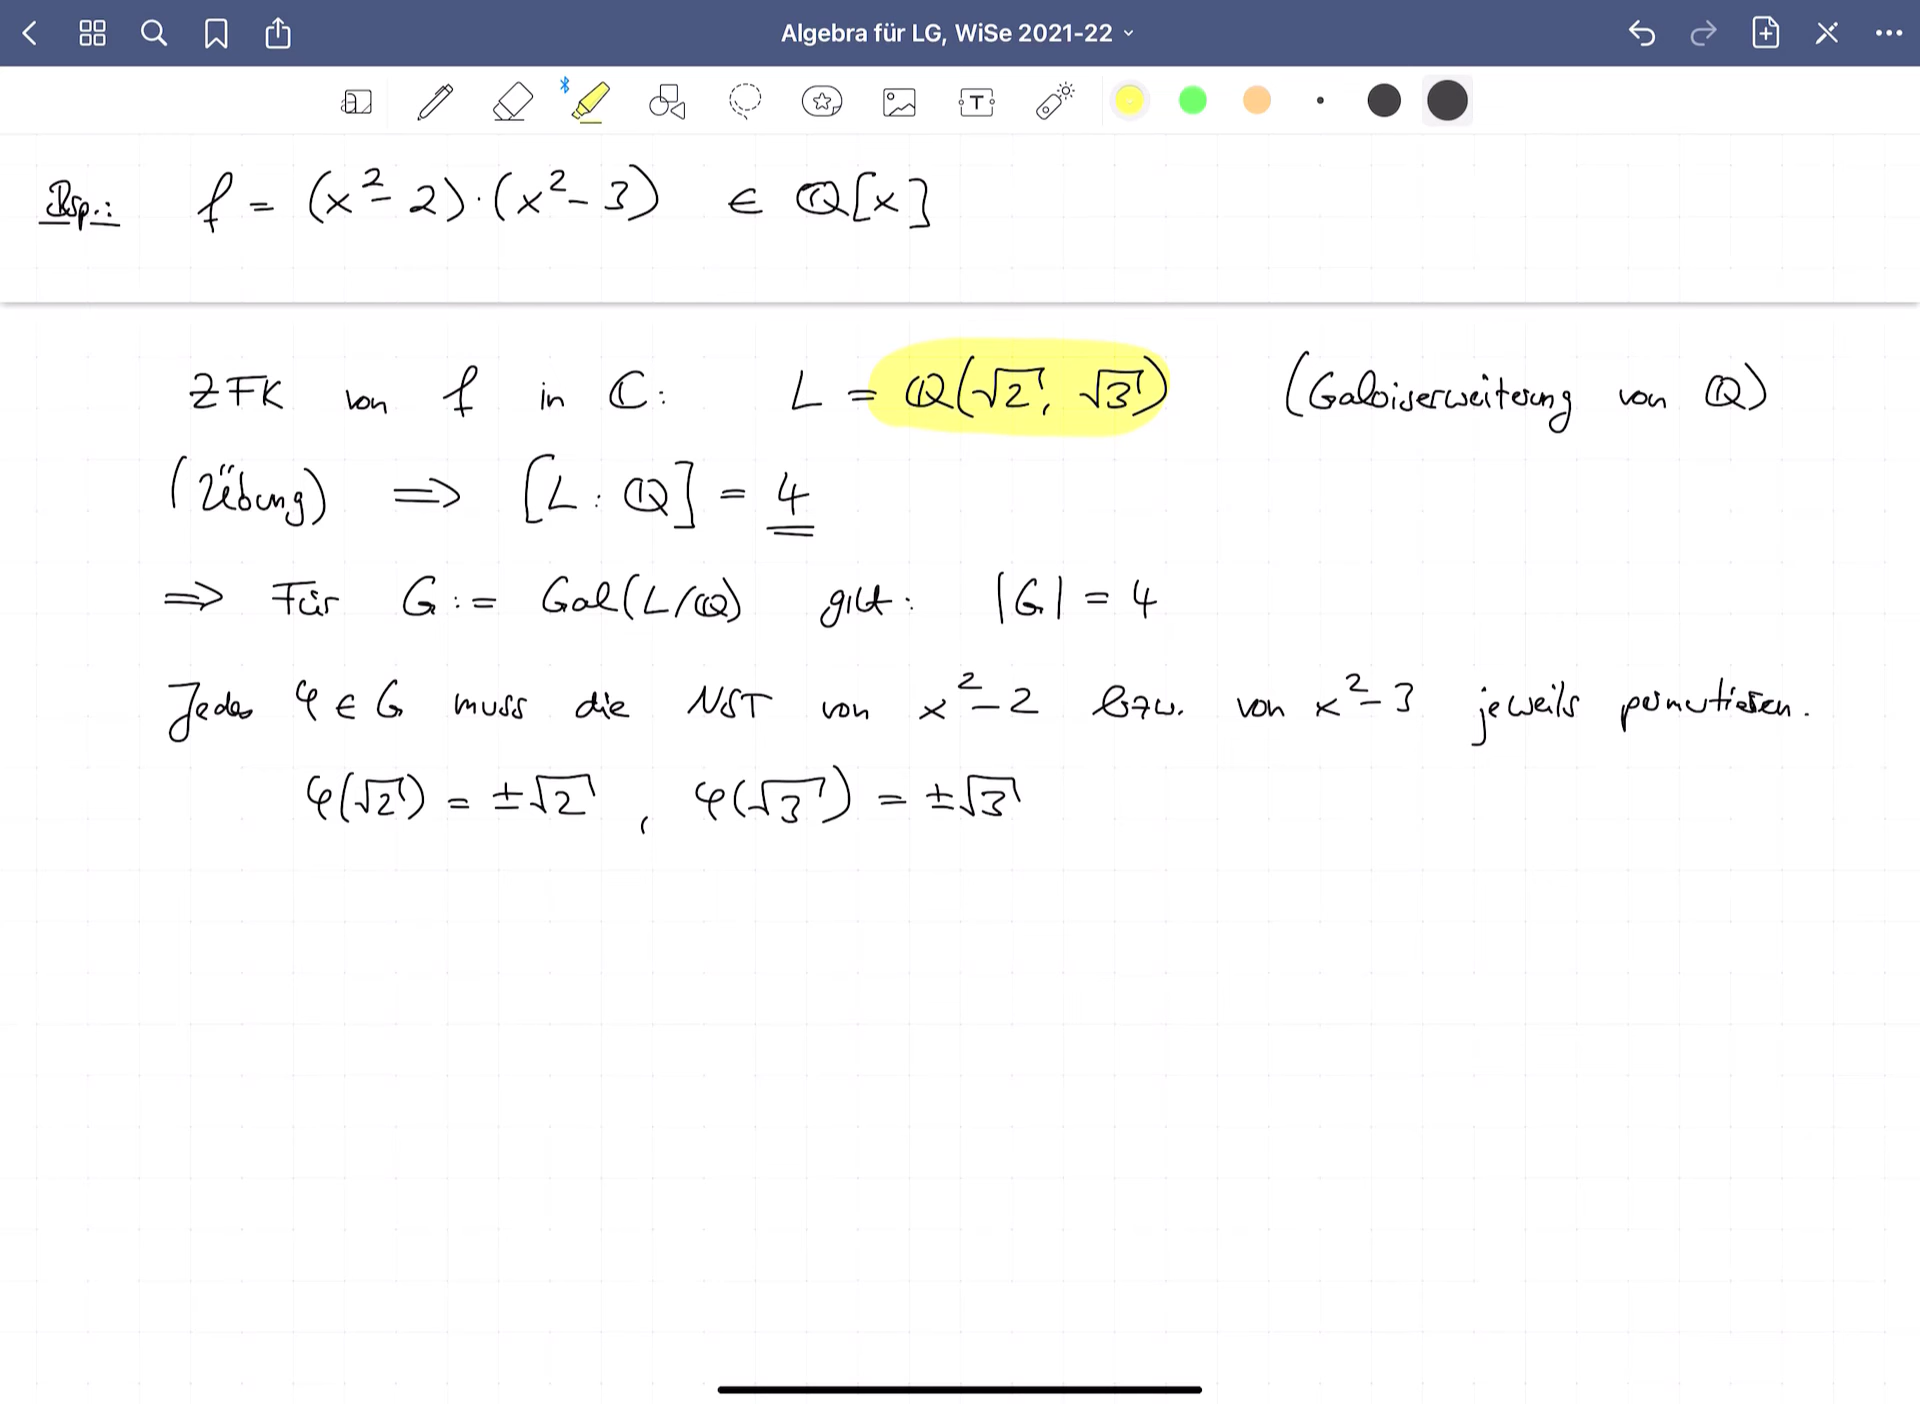 Algebra für LG, WiSe 2021-22
Bsp.: f = (x² - 2)·(x² - 3) ∈ ℚ[x]
ZFK von f in ℂ: L = ℚ(√2, √3) (Galoiserweiterung von ℚ)
(Übung) ⟹ [L : ℚ] = 4
⟹ Für G := Gal(L/ℚ) gilt: |G| = 4
Jedes φ ∈ G muss die NST von x² - 2 bzw. von x² - 3 jeweils permutieren.
φ(√2) = ±√2 , φ(√3) = ±√3